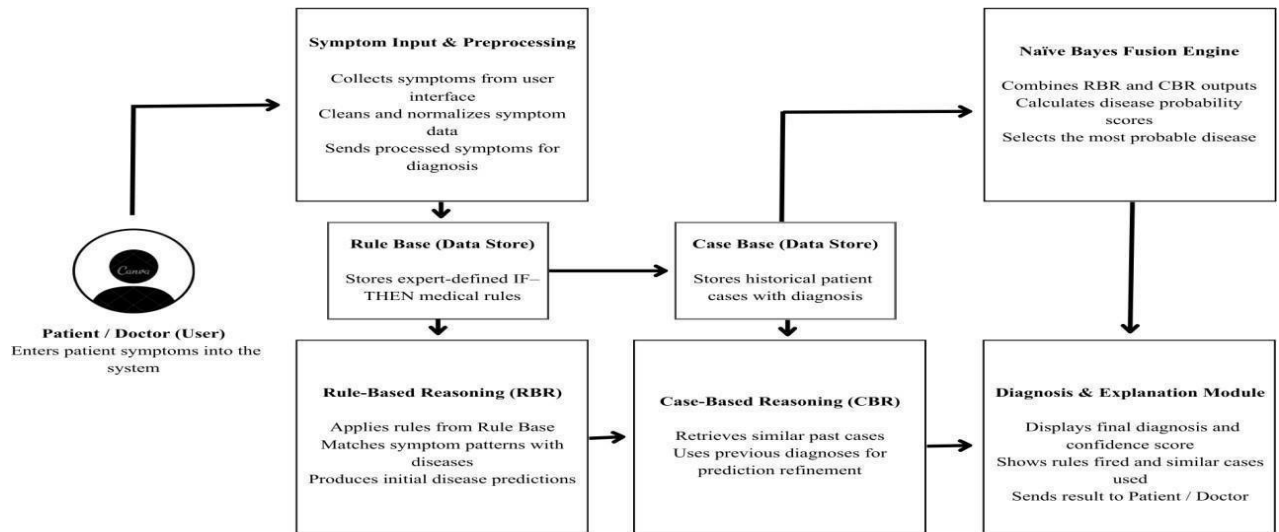 Symptom Input & Preprocessing
Collects symptoms from user
interface
Cleans and normalizes symptom
data
Sends processed symptoms for
diagnosis
Naïve Bayes Fusion Engine
Combines RBR and CBR outputs
Calculates disease probability
scores
Selects the most probable disease
Rule Base (Data Store)
Stores expert-defined IF–
THEN medical rules
Case Base (Data Store)
Stores historical patient
cases with diagnosis
Canva
Patient / Doctor (User)
Enters patient symptoms into the
system
Rule-Based Reasoning (RBR)
Applies rules from Rule Base
Matches symptom patterns with
diseases
Produces initial disease predictions
Case-Based Reasoning (CBR)
Retrieves similar past cases
Uses previous diagnoses for
prediction refinement
Diagnosis & Explanation Module
Displays final diagnosis and
confidence score
Shows rules fired and similar cases
used
Sends result to Patient / Doctor